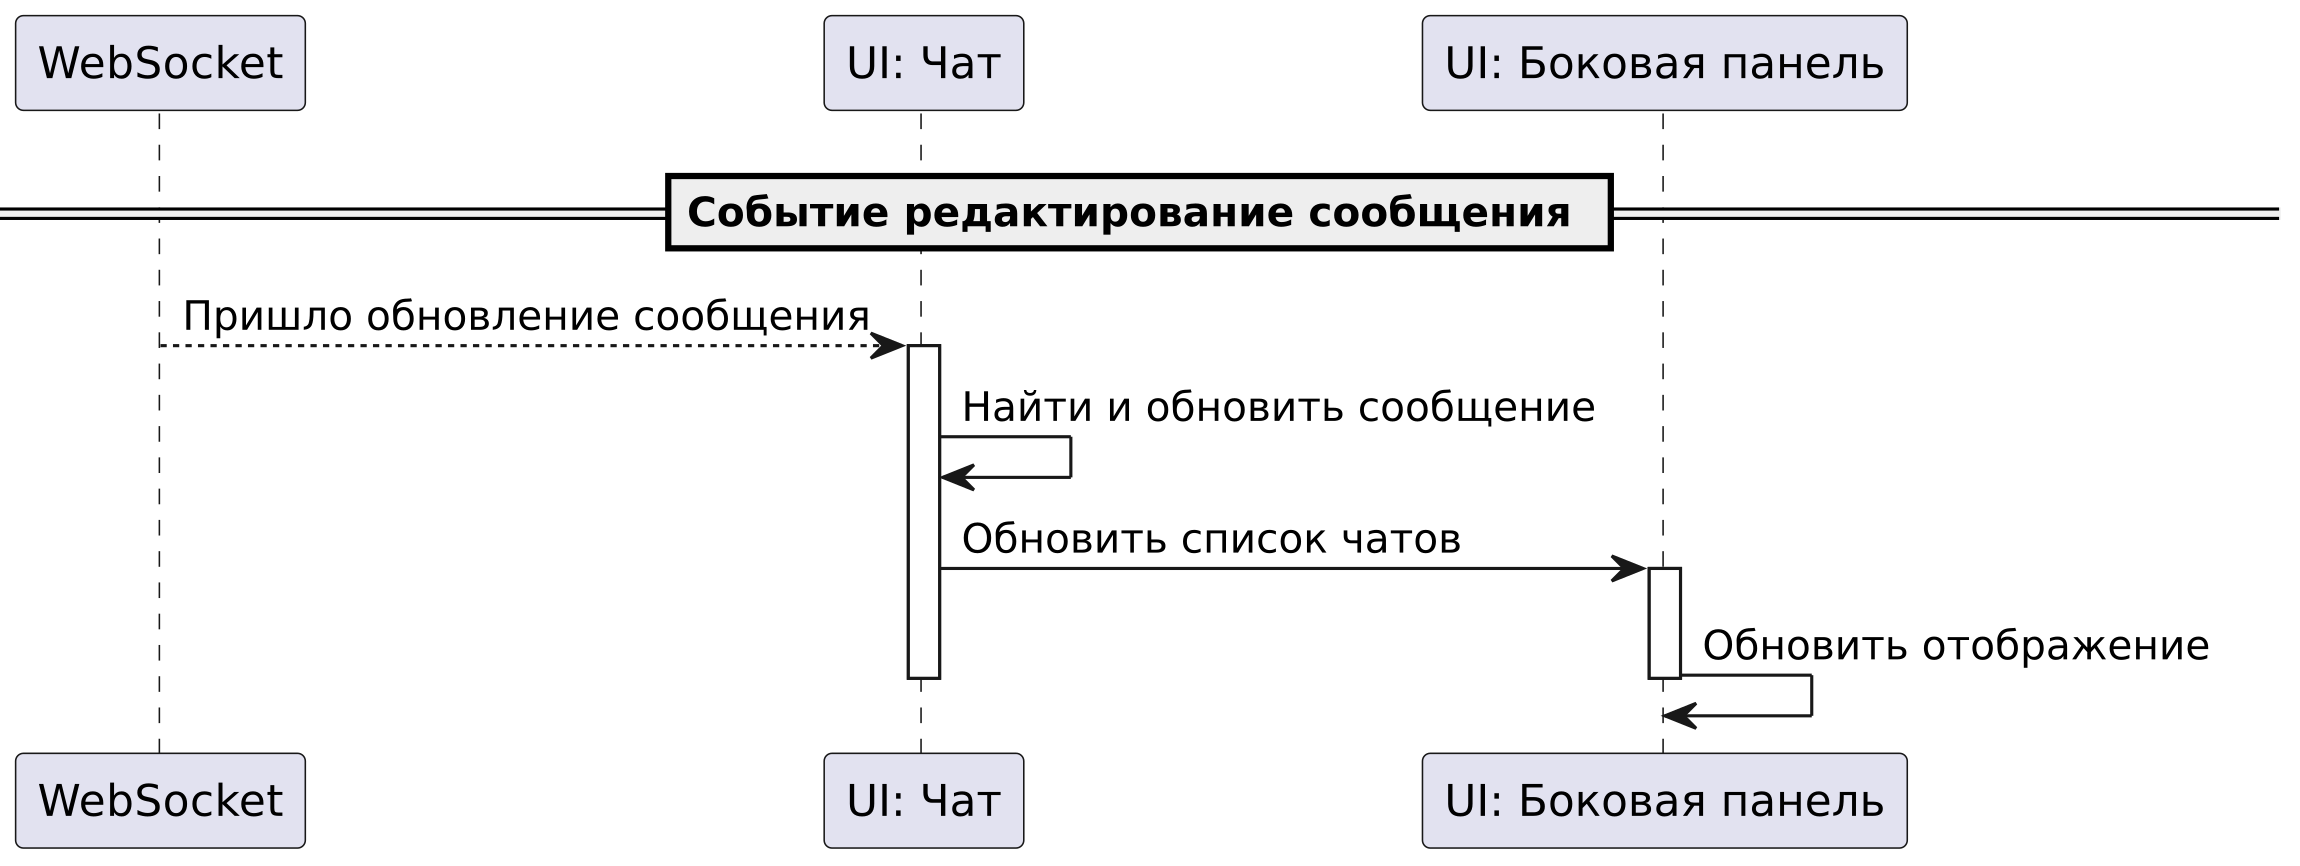 WebSocket
UI: Чат
UI: Боковая панель
Событие редактирование сообщения
Пришло обновление сообщения
Найти и обновить сообщение
Обновить список чатов
Обновить отображение
WebSocket
UI: Чат
UI: Боковая панель